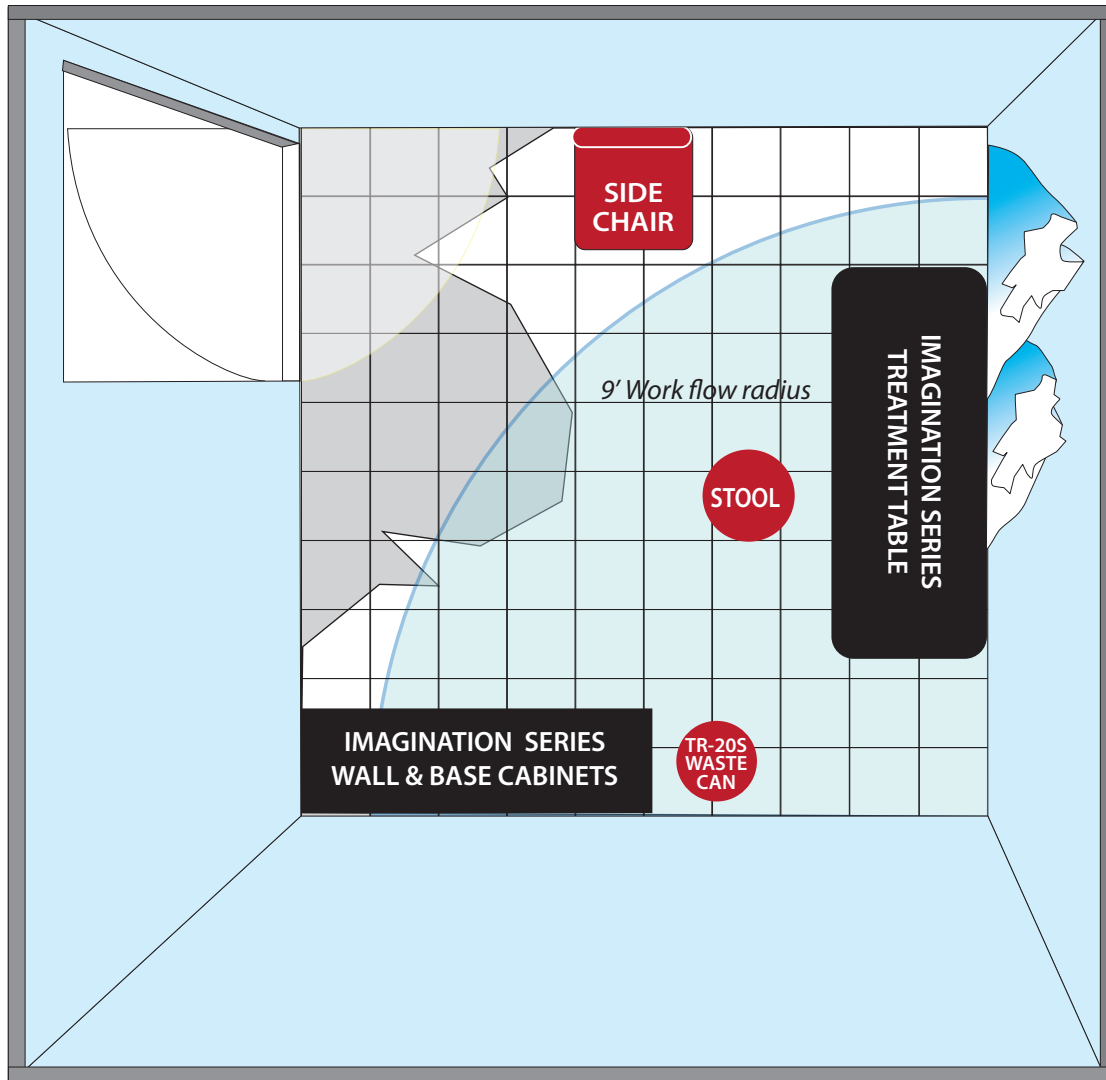 SIDE
CHAIR
9' Work flow radius
IMAGINATION SERIES
TREATMENT TABLE
STOOL
IMAGINATION SERIES
WALL & BASE CABINETS
TR-20S
WASTE
CAN